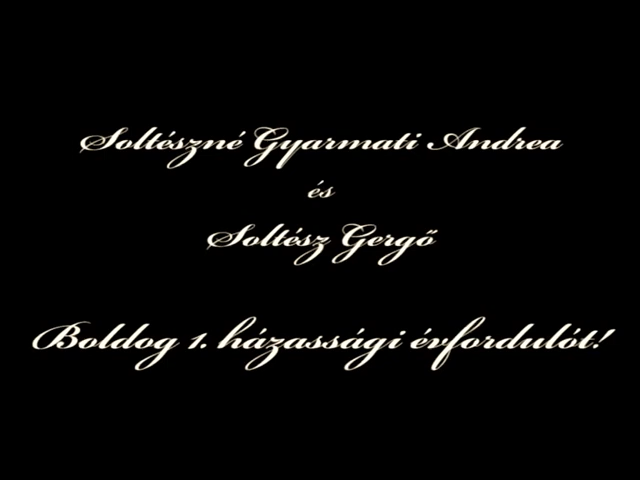 Soltészné Gyarmati Andrea
és
Soltész Gergő
Boldog 1. házassági évfordulót!